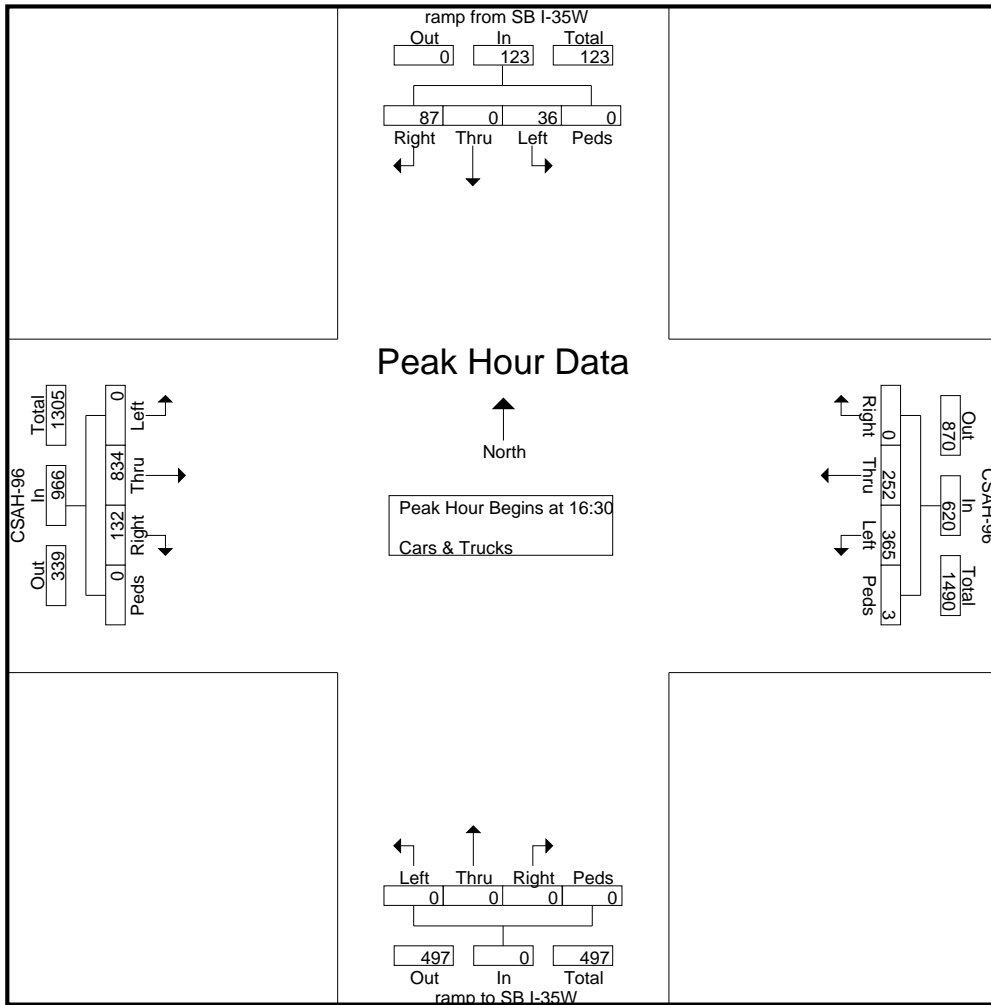 ramp from SB I-35W
Out In Total
0 123 123
87 0 36 0
Right Thru Left Peds
Peak Hour Data
North
Peak Hour Begins at 16:30
Cars & Trucks
CSAH-96
Total In Out
1305 966 339
0 834 132 0
Left Thru Right Peds
CSAH-96
Out In Total
870 620 1490
0 252 365 3
Right Thru Left Peds
Left Thru Right Peds
0 0 0 0
497 0 497
Out In Total
ramp to SB I-35W